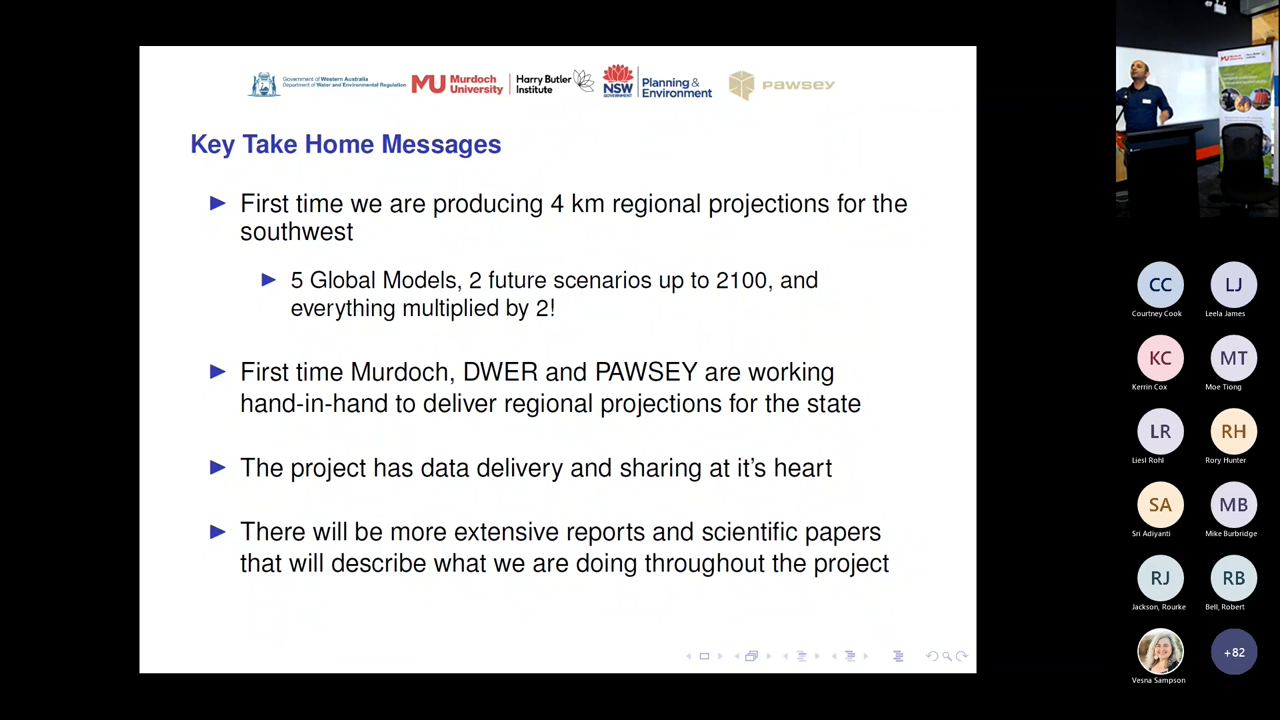 Government of Western Australia
Department of Water and Environmental Regulation
MU Murdoch
University
Harry Butler
Institute
NSW
GOVERNMENT
Planning &
Environment
PAWSEY
Key Take Home Messages
First time we are producing 4 km regional projections for the
southwest
5 Global Models, 2 future scenarios up to 2100, and
everything multiplied by 2!
First time Murdoch, DWER and PAWSEY are working
hand-in-hand to deliver regional projections for the state
The project has data delivery and sharing at it's heart
There will be more extensive reports and scientific papers
that will describe what we are doing throughout the project
CC
Courtney Cook
LJ
Leela James
KC
Kerrin Cox
MT
Moe Tiong
LR
Liesl Rohl
RH
Rory Hunter
SA
Sri Adiyanti
MB
Mike Burbridge
RJ
Jackson, Rourke
RB
Bell, Robert
Vesna Sampson
+82